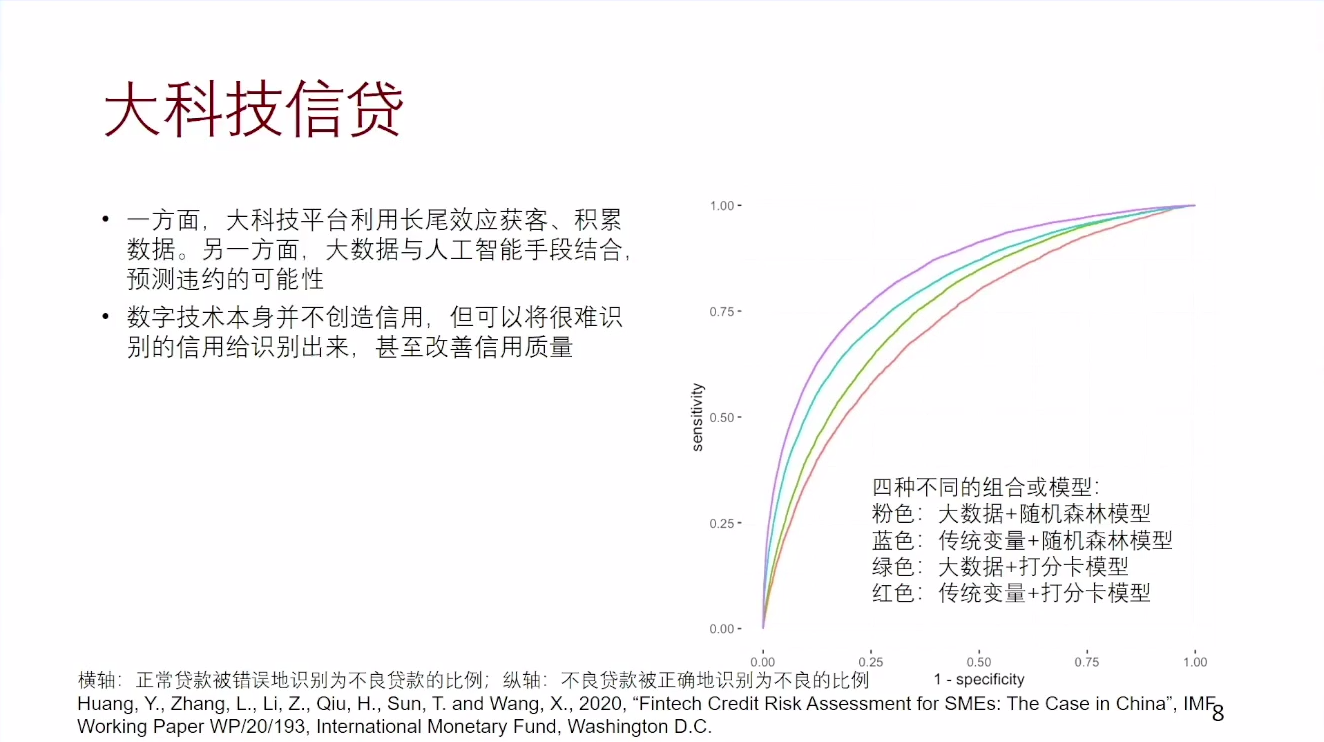 大科技信贷
• 一方面，大科技平台利用长尾效应获客、积累
数据。另一方面，大数据与人工智能手段结合，
预测违约的可能性
• 数字技术本身并不创造信用，但可以将很难识
别的信用给识别出来，甚至改善信用质量
1.00
0.75
0.50
0.25
0.00
sensitivity
四种不同的组合或模型：
粉色：大数据+随机森林模型
蓝色：传统变量+随机森林模型
绿色：大数据+打分卡模型
红色：传统变量+打分卡模型
0.00 0.25 0.50 0.75 1.00
1 - specificity
横轴：正常贷款被错误地识别为不良贷款的比例；纵轴：不良贷款被正确地识别为不良的比例
Huang, Y., Zhang, L., Li, Z., Qiu, H., Sun, T. and Wang, X., 2020, “Fintech Credit Risk Assessment for SMEs: The Case in China”, IMF
Working Paper WP/20/193, International Monetary Fund, Washington D.C.
8